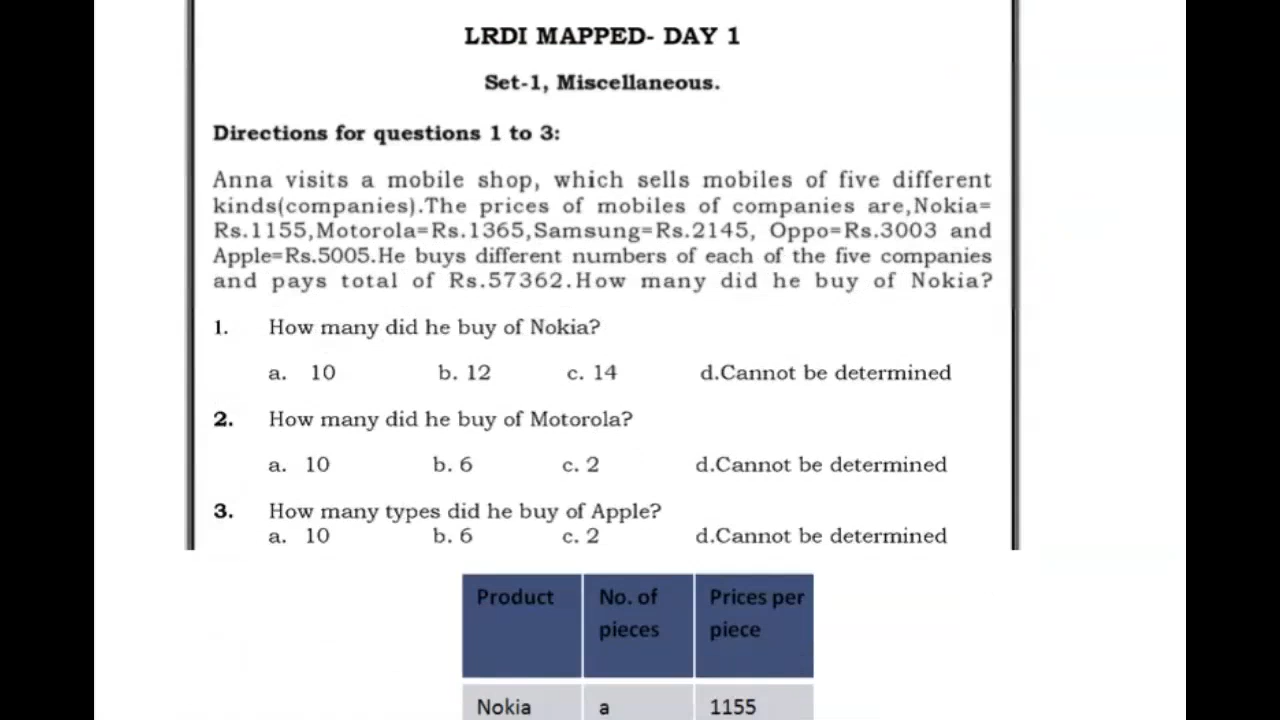 LRDI MAPPED- DAY 1
Set-1, Miscellaneous.
Directions for questions 1 to 3:
Anna visits a mobile shop, which sells mobiles of five different
kinds(companies).The prices of mobiles of companies are,Nokia=
Rs.1155,Motorola=Rs.1365,Samsung=Rs.2145, Oppo=Rs.3003 and
Apple=Rs.5005.He buys different numbers of each of the five companies
and pays total of Rs.57362.How many did he buy of Nokia?
1. How many did he buy of Nokia?
a. 10 b. 12 c. 14 d.Cannot be determined
2. How many did he buy of Motorola?
a. 10 b. 6 c. 2 d.Cannot be determined
3. How many types did he buy of Apple?
a. 10 b. 6 c. 2 d.Cannot be determined
Product No. of pieces Prices per piece
Nokia a 1155